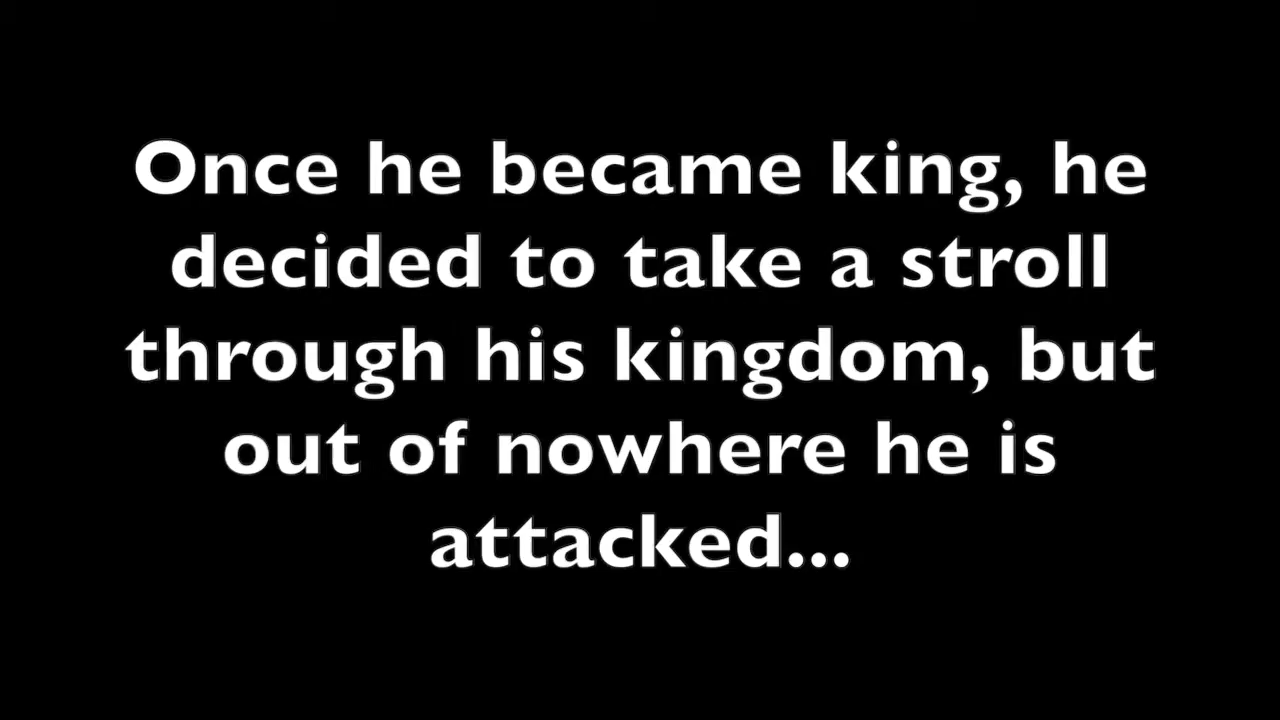 Once he became king, he
decided to take a stroll
through his kingdom, but
out of nowhere he is
attacked...